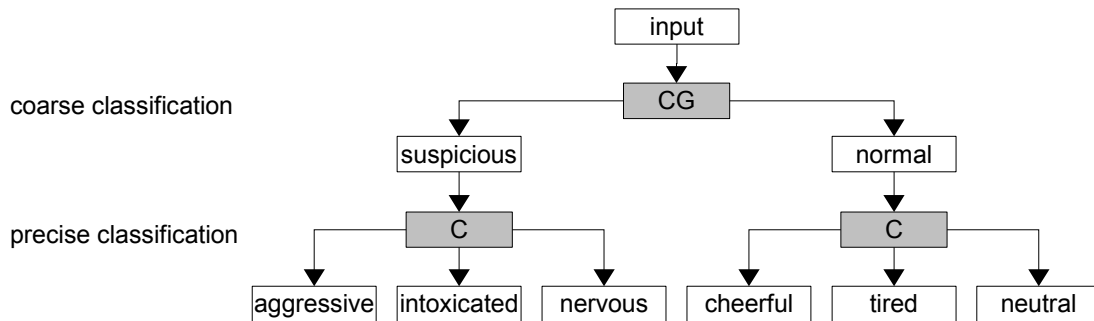 input
coarse classification
CG
suspicious
normal
precise classification
C
C
aggressive
intoxicated
nervous
cheerful
tired
neutral